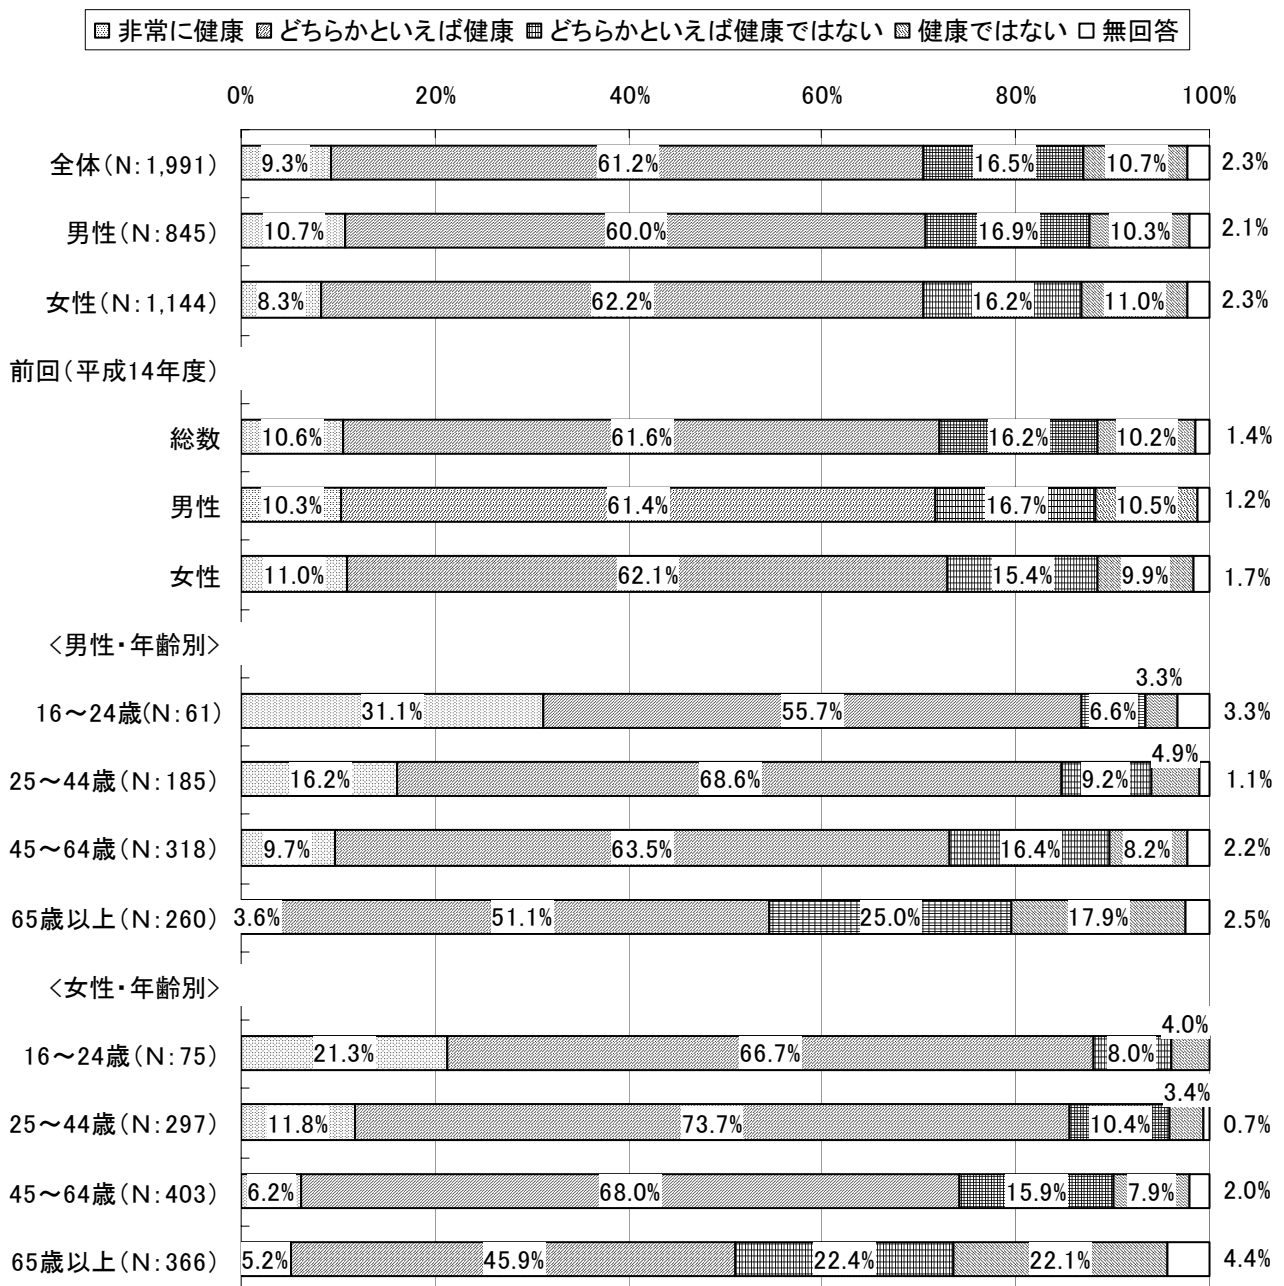 非常に健康 どちらかといえば健康 どちらかといえば健康ではない 健康ではない 無回答
0% 20% 40% 60% 80% 100%
全体(N:1,991) 9.3% 61.2% 16.5% 10.7% 2.3%
男性(N:845) 10.7% 60.0% 16.9% 10.3% 2.1%
女性(N:1,144) 8.3% 62.2% 16.2% 11.0% 2.3%
前回(平成14年度)
総数 10.6% 61.6% 16.2% 10.2% 1.4%
男性 10.3% 61.4% 16.7% 10.5% 1.2%
女性 11.0% 62.1% 15.4% 9.9% 1.7%
<男性・年齢別>
3.3%
16~24歳(N:61) 31.1% 55.7% 6.6% 3.3%
4.9%
25~44歳(N:185) 16.2% 68.6% 9.2% 1.1%
45~64歳(N:318) 9.7% 63.5% 16.4% 8.2% 2.2%
65歳以上(N:260) 3.6% 51.1% 25.0% 17.9% 2.5%
<女性・年齢別>
4.0%
16~24歳(N:75) 21.3% 66.7% 8.0%
3.4%
25~44歳(N:297) 11.8% 73.7% 10.4% 0.7%
45~64歳(N:403) 6.2% 68.0% 15.9% 7.9% 2.0%
65歳以上(N:366) 5.2% 45.9% 22.4% 22.1% 4.4%